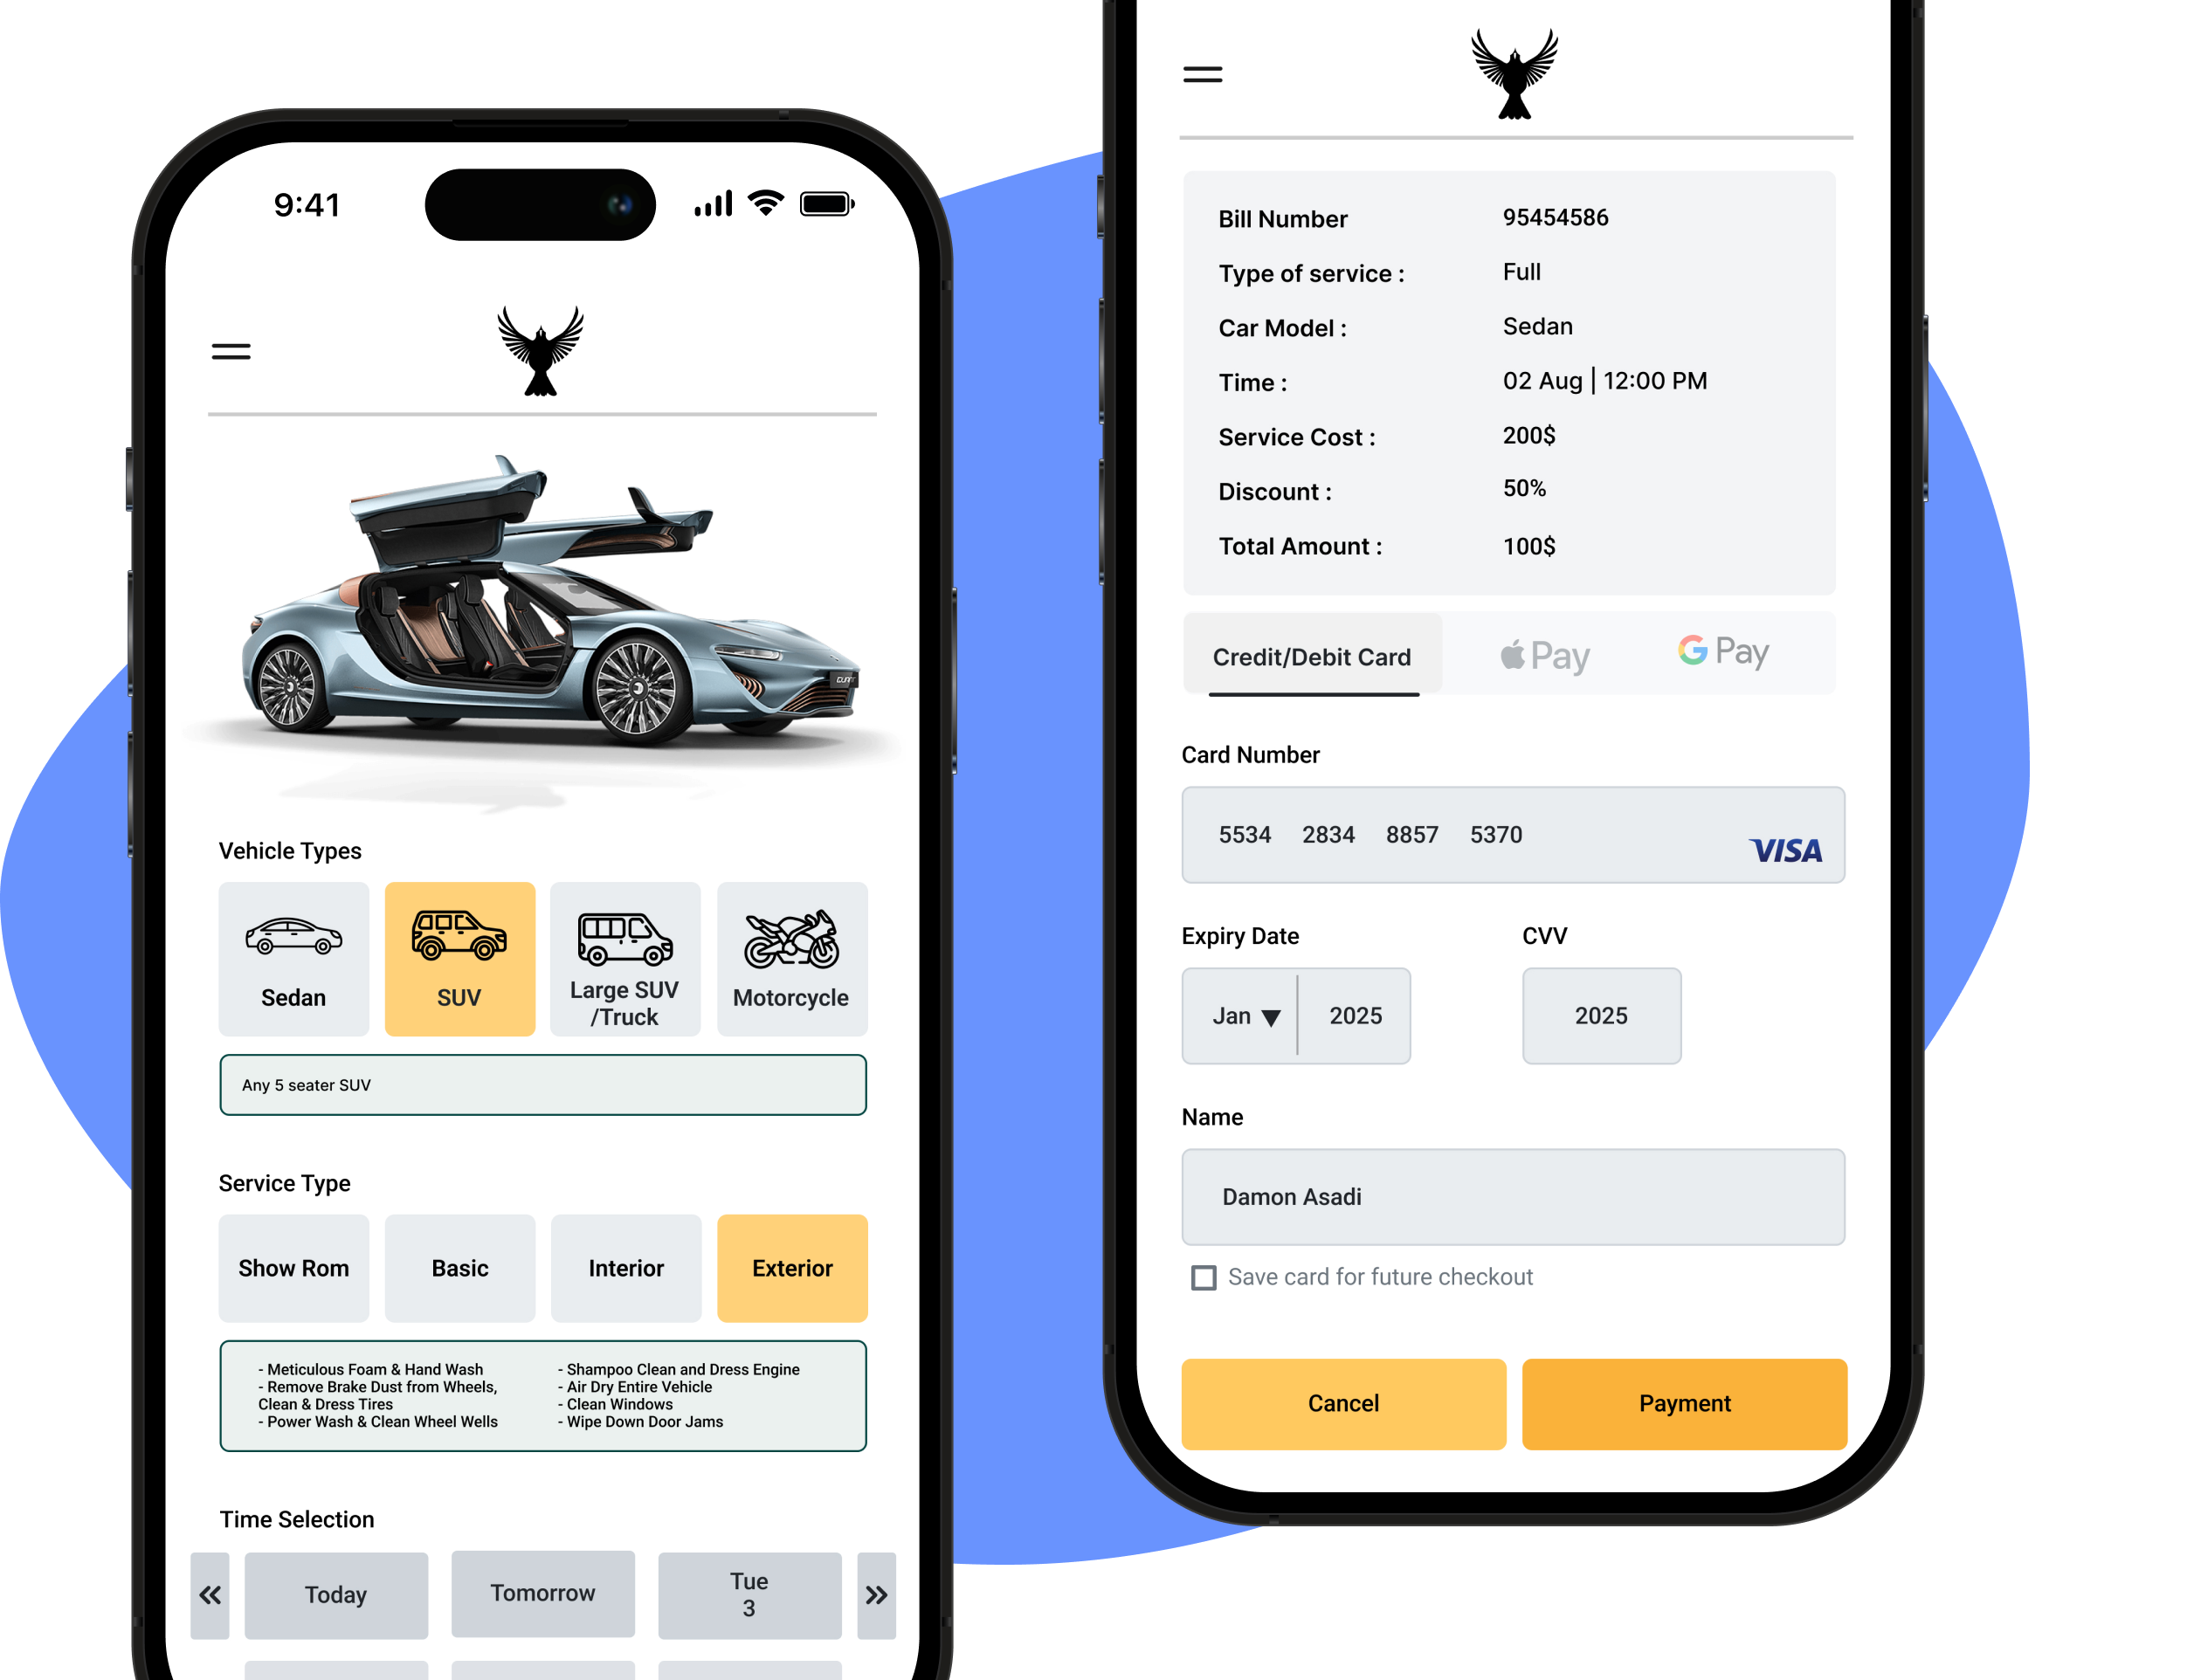 9:41
Vehicle Types
Sedan
SUV
Large SUV
/Truck
Motorcycle
Any 5 seater SUV
Service Type
Show Rom
Basic
Interior
Exterior
- Meticulous Foam & Hand Wash
- Remove Brake Dust from Wheels,
Clean & Dress Tires
- Power Wash & Clean Wheel Wells
- Shampoo Clean and Dress Engine
- Air Dry Entire Vehicle
- Clean Windows
- Wipe Down Door Jams
Time Selection
Today
Tomorrow
Tue
3
Bill Number 95454586
Type of service : Full
Car Model : Sedan
Time : 02 Aug | 12:00 PM
Service Cost : 200$
Discount : 50%
Total Amount : 100$
Credit/Debit Card
Pay
G Pay
Card Number
5534 2834 8857 5370
VISA
Expiry Date
CVV
Jan 2025
2025
Name
Damon Asadi
Save card for future checkout
Cancel
Payment